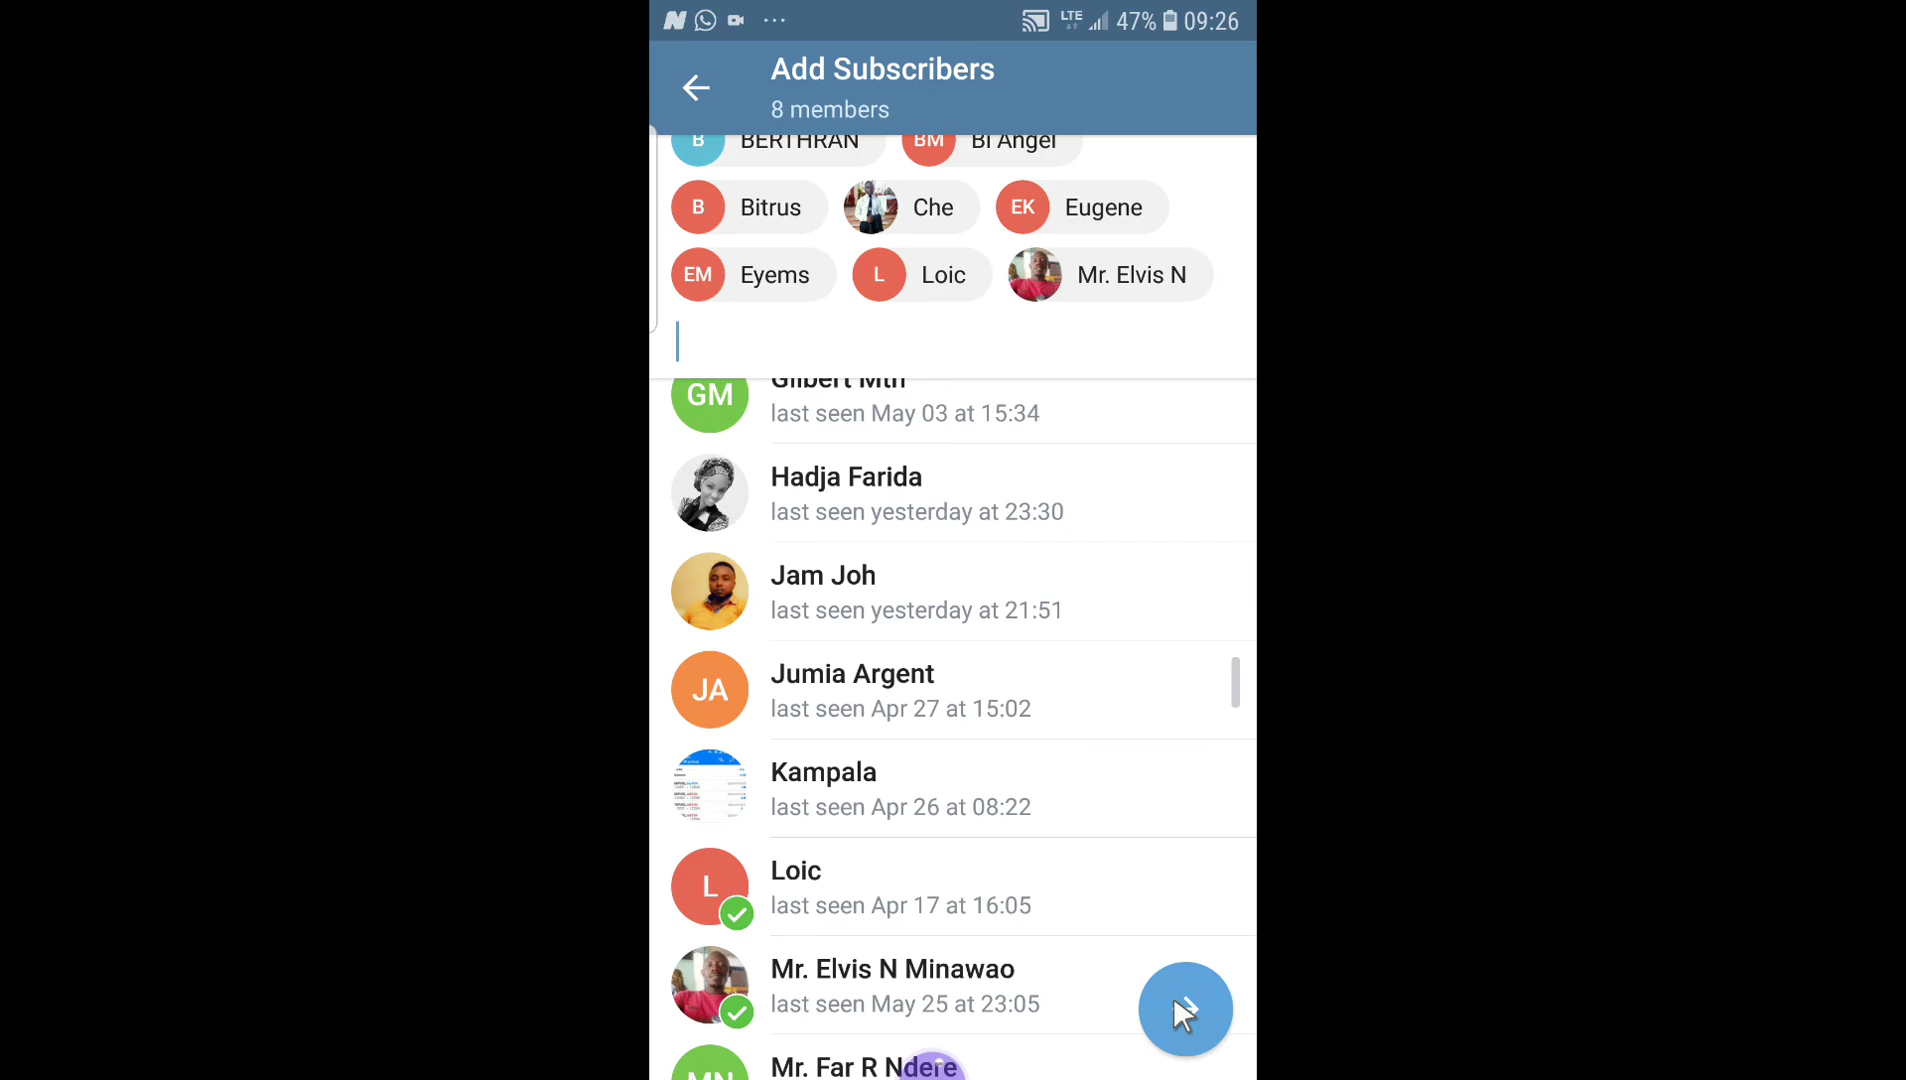 LTE 47% 09:26
Add Subscribers
8 members
B BERTHRAN BM Bi Angel
B Bitrus Che EK Eugene
EM Eyems L Loic Mr. Elvis N
GM Gilbert Mth
last seen May 03 at 15:34
Hadja Farida
last seen yesterday at 23:30
Jam Joh
last seen yesterday at 21:51
JA Jumia Argent
last seen Apr 27 at 15:02
Kampala
last seen Apr 26 at 08:22
L Loic
last seen Apr 17 at 16:05
Mr. Elvis N Minawao
last seen May 25 at 23:05
MN Mr. Far R Ndere